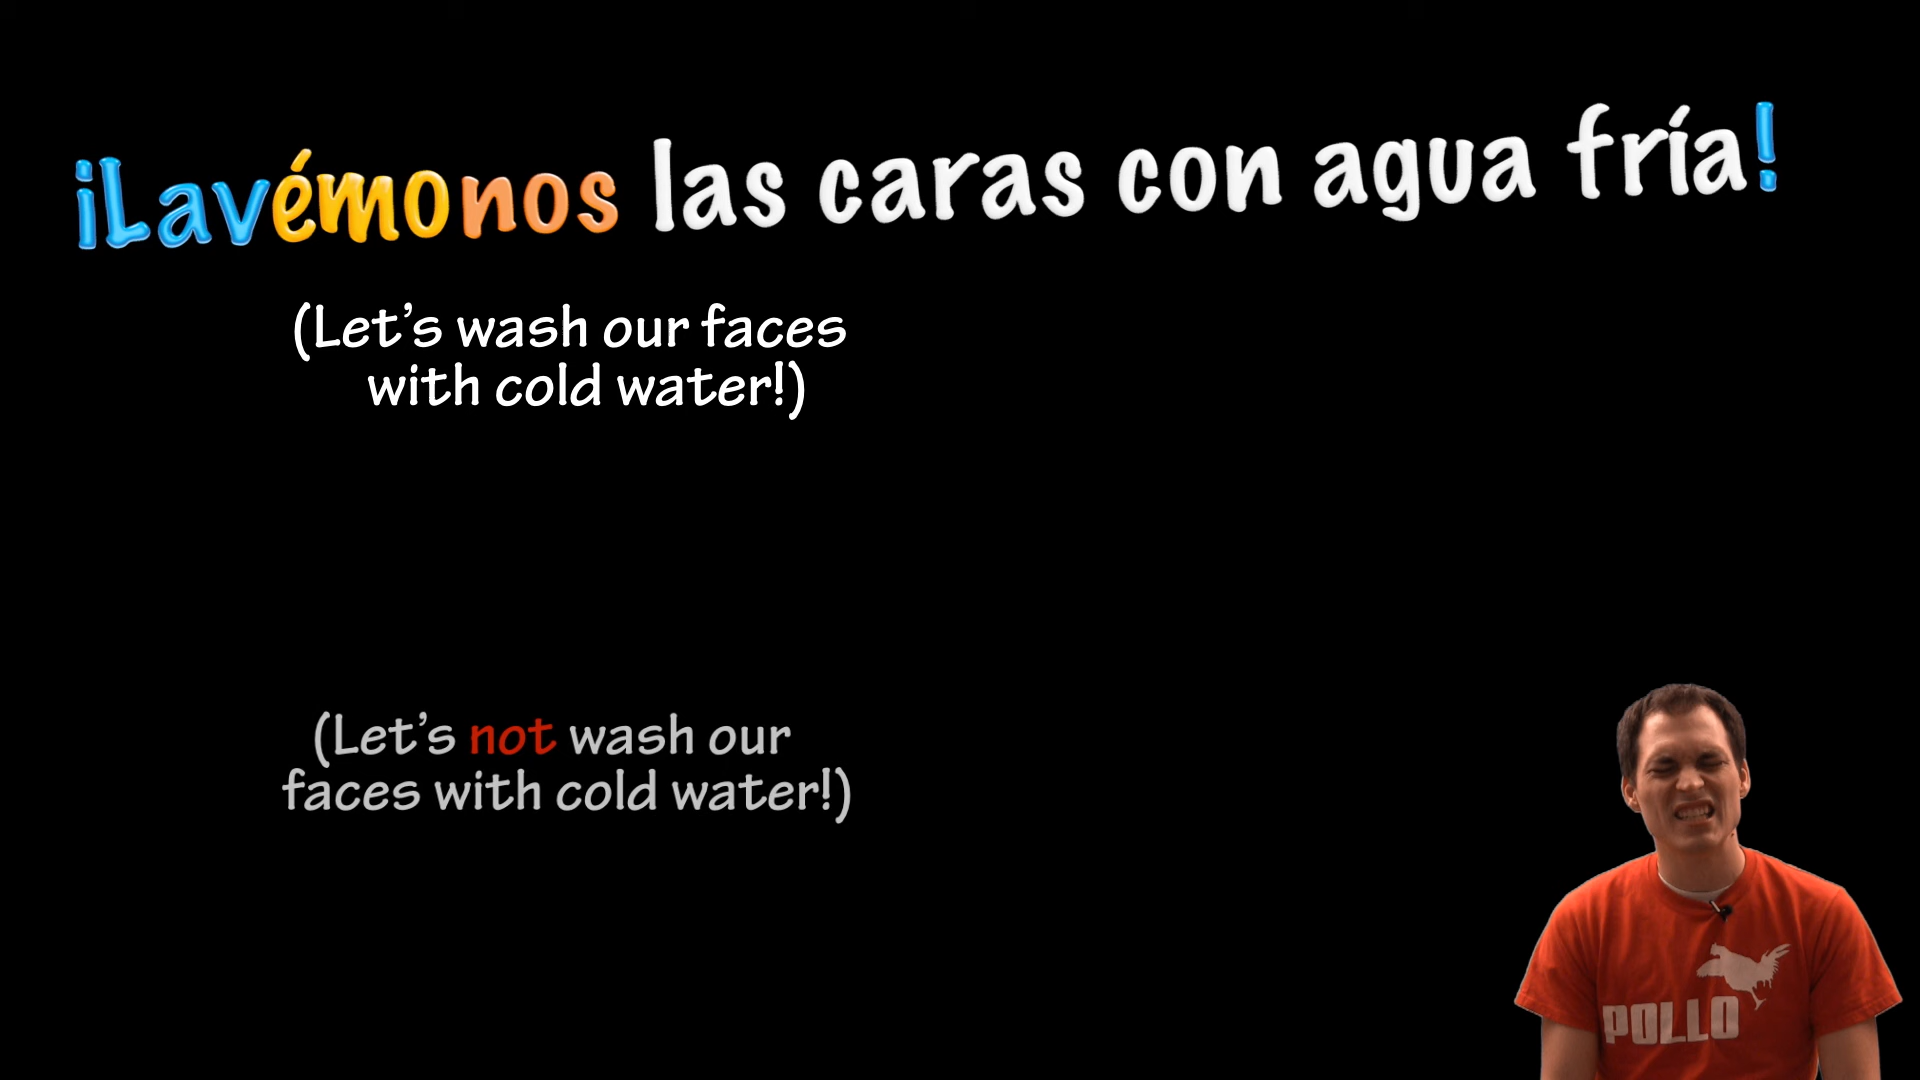 ¡Lavémonos las caras con agua fría!
(Let's wash our faces
with cold water!)
(Let's not wash our
faces with cold water!)
POLLO